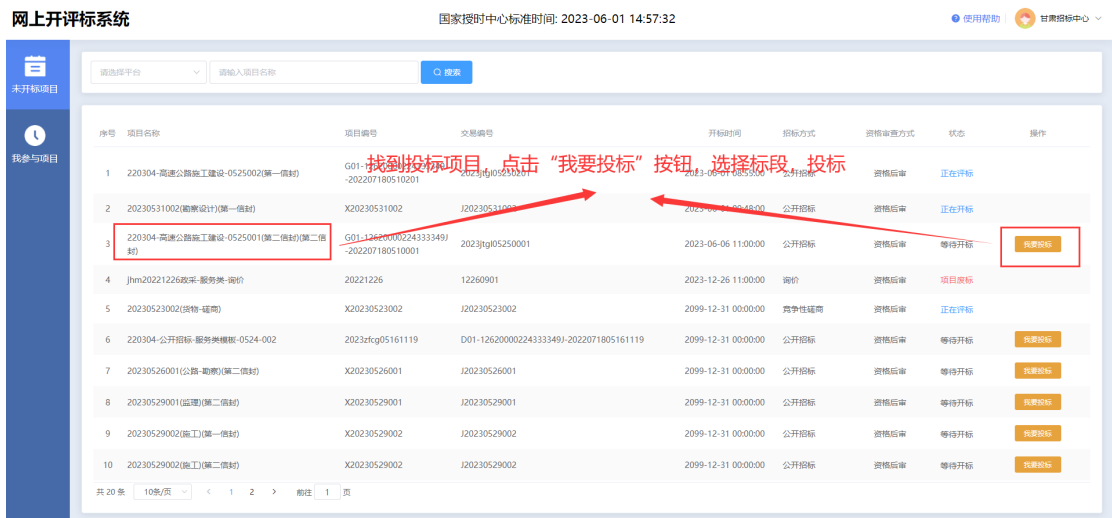 网上开评标系统
国家授时中心标准时间: 2023-06-01 14:57:32
使用帮助
甘肃招标中心
未开标项目
我参与项目
请选择平台
请输入项目名称
搜索
序号 项目名称 项目编号 交易编号 开标时间 招标方式 资格审查方式 状态 操作
找到投标项目，点击“我要投标”按钮，选择标段，投标
1 220304-高速公路施工建设-0525002(第一信封) 2023jtgl05250201 2023-06-01 08:55:00 公开招标 资格后审 正在评标
-202207180510201
2 20230531002(勘察设计)(第一信封) X20230531002 J20230531002 公开招标 资格后审 正在开标
3 220304-高速公路施工建设-0525001(第二信封)(第二信
封)
G01-12620000224333349J
-202207180510001
2023jtgl05250001 2023-06-06 11:00:00 公开招标 资格后审 等待开标 我要投标
4 jhm20221226政采-服务类-询价 20221226 12260901 2023-12-26 11:00:00 询价 资格后审 项目废标
5 20230523002(货物-磋商) X20230523002 J20230523002 2099-12-31 00:00:00 竞争性磋商 资格后审 正在评标
6 220304-公开招标-服务类模板-0524-002 2023zfcg05161119 D01-12620000224333349J-2022071805161119 2099-12-31 00:00:00 公开招标 资格后审 等待开标 我要投标
7 20230526001(公路-勘察)(第二信封) X20230526001 J20230526001 2099-12-31 00:00:00 公开招标 资格后审 等待开标 我要投标
8 20230529001(监理)(第二信封) X20230529001 J20230529001 2099-12-31 00:00:00 公开招标 资格后审 等待开标 我要投标
9 20230529002(施工)(第一信封) X20230529002 J20230529002 2099-12-31 00:00:00 公开招标 资格后审 等待开标 我要投标
10 20230529002(施工)(第二信封) X20230529002 J20230529002 2099-12-31 00:00:00 公开招标 资格后审 等待开标 我要投标
共 20 条 10条/页 < 1 2 > 前往 1 页